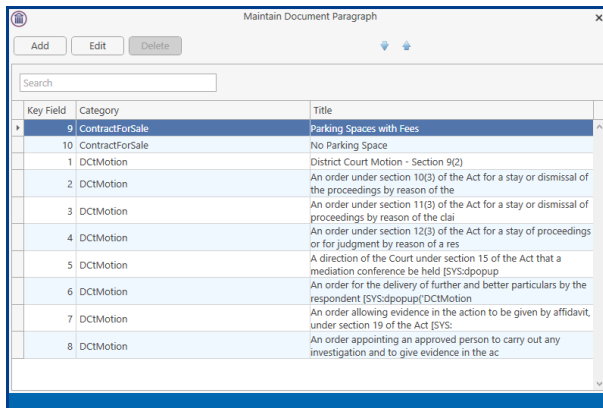 Maintain Document Paragraph
Add Edit Delete
Search
Key Field Category Title
9 ContractForSale Parking Spaces with Fees
10 ContractForSale No Parking Space
1 DCtMotion District Court Motion - Section 9(2)
2 DCtMotion An order under section 10(3) of the Act for a stay or dismissal of
the proceedings by reason of the
3 DCtMotion An order under section 11(3) of the Act for a stay or dismissal of
proceedings by reason of the clai
4 DCtMotion An order under section 12(3) of the Act for a stay of proceedings
or for judgment by reason of a res
5 DCtMotion A direction of the Court under section 15 of the Act that a
mediation conference be held [SYS:dpopup
6 DCtMotion An order for the delivery of further and better particulars by the
respondent [SYS:dpopup('DCtMotion
7 DCtMotion An order allowing evidence in the action to be given by affidavit,
under section 19 of the Act [SYS:
8 DCtMotion An order appointing an approved person to carry out any
investigation and to give evidence in the ac